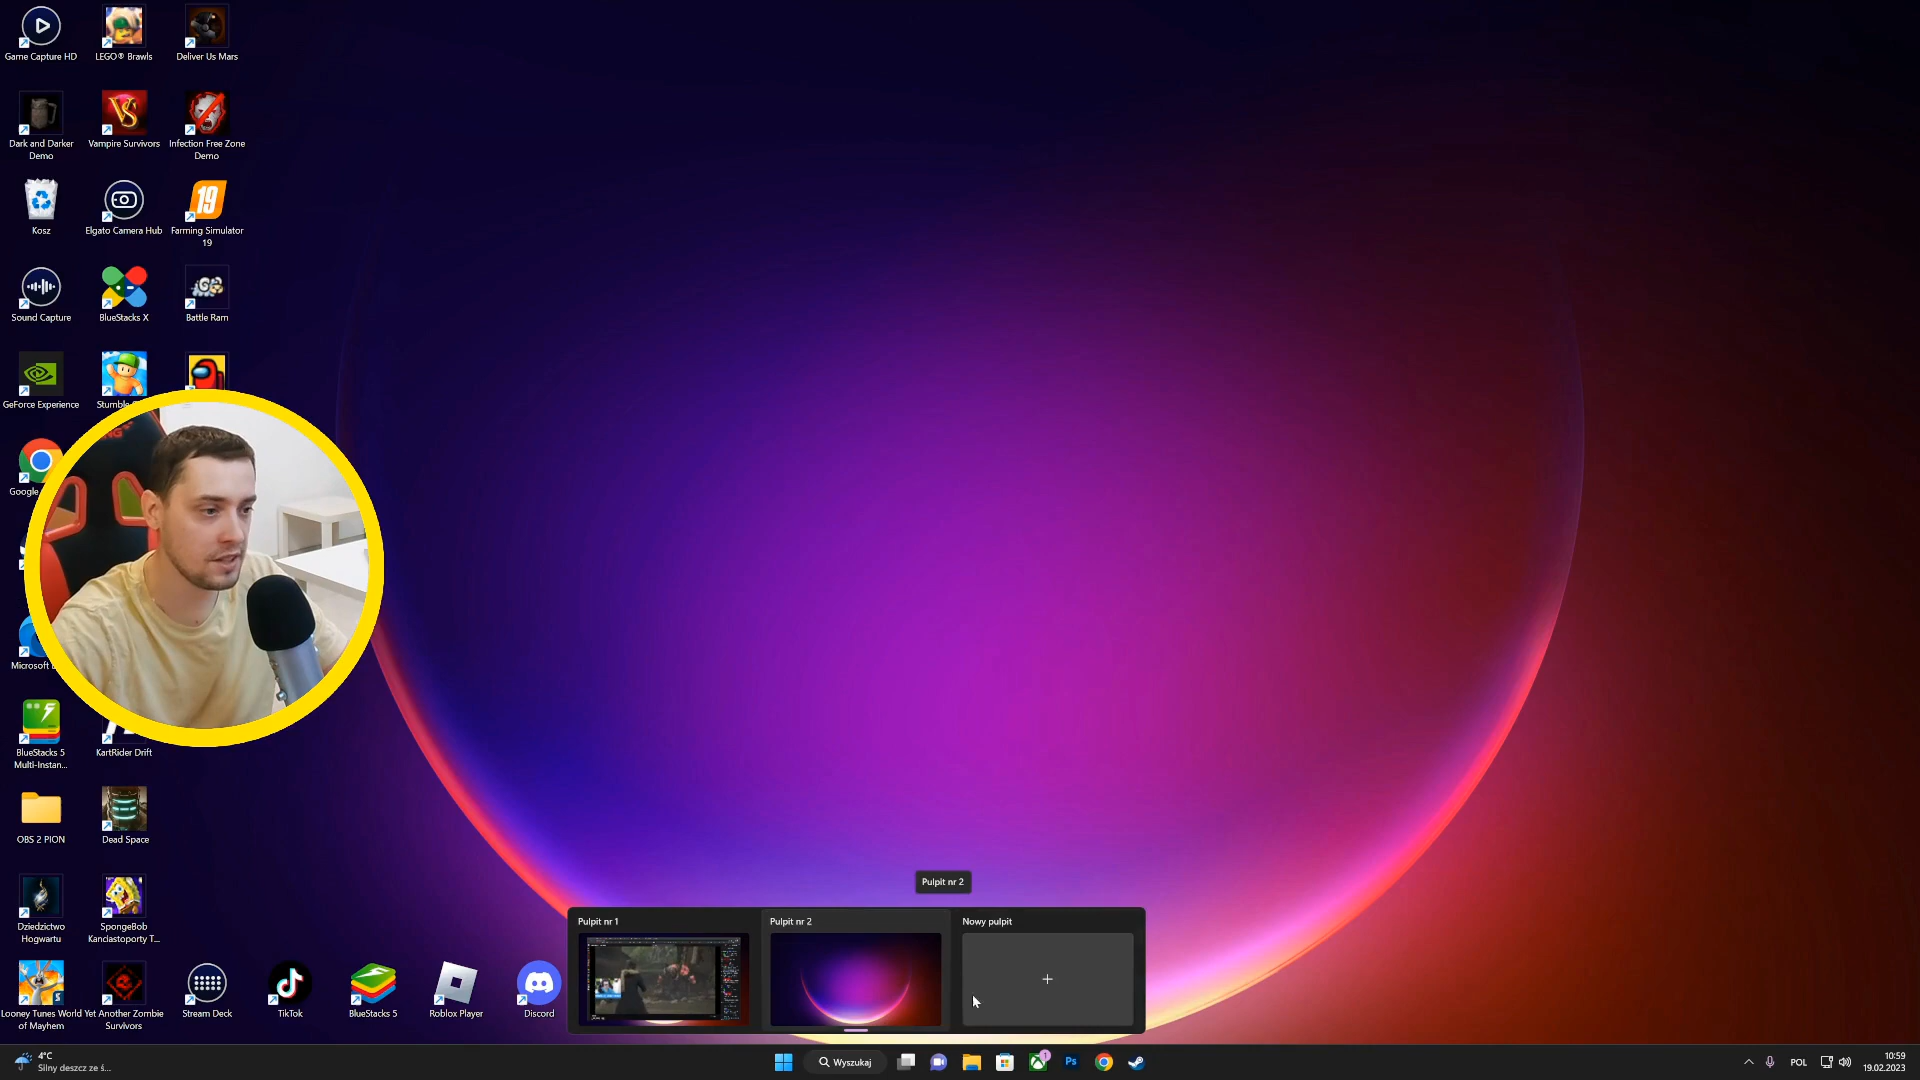 Game Capture HD
LEGO® Brawls
Deliver Us Mars
Dark and Darker
Demo
Vampire Survivors
Infection Free Zone
Demo
Kosz
Elgato Camera Hub
19
Farming Simulator
19
Sound Capture
BlueStacks X
Battle Ram
GeForce Experience
Stumble
Google
Microsoft
BlueStacks 5
Multi-Instan...
KartRider Drift
OBS 2 PION
Dead Space
Dziedzictwo
Hogwartu
SpongeBob
Kanciastoporty T...
Looney Tunes World
of Mayhem
Yet Another Zombie
Survivors
Stream Deck
TikTok
BlueStacks 5
Roblox Player
Discord
Pulpit nr 2
Pulpit nr 1
Pulpit nr 2
Nowy pulpit
4°C
Silny deszcz ze ś...
Wyszukaj
1
Ps
POL
10:59
19.02.2023